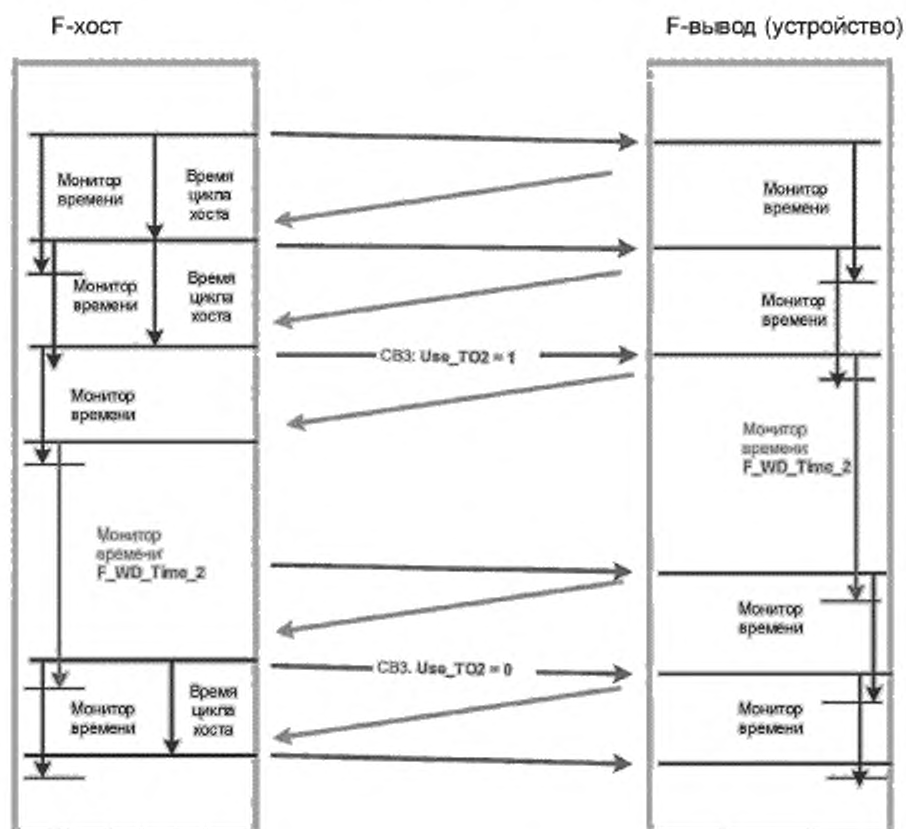 F-хост
F-вывод (устройство)
Монитор
времени
Время
цикла
хоста
Монитор
времени
Монитор
времени
Время
цикла
хоста
Монитор
времени
СВ3: Use_TO2 = 1
Монитор
времени
Монитор
времени
F_WD_Time_2
Монитор
времени
F_WD_Time_2
Монитор
времени
СВ3. Use_TO2 = 0
Монитор
времени
Время
цикла
хоста
Монитор
времени